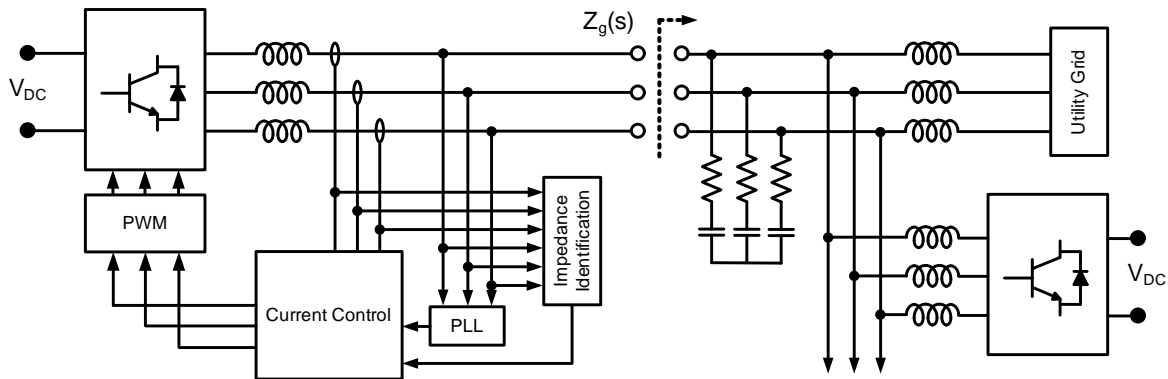 Z_g(s)
V_DC
Utility Grid
PWM
Impedance
Identification
Current Control
PLL
V_DC